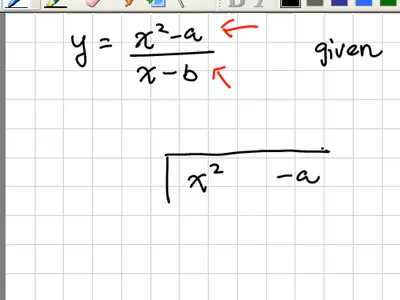 y = x² - a / x - b given
x² - a